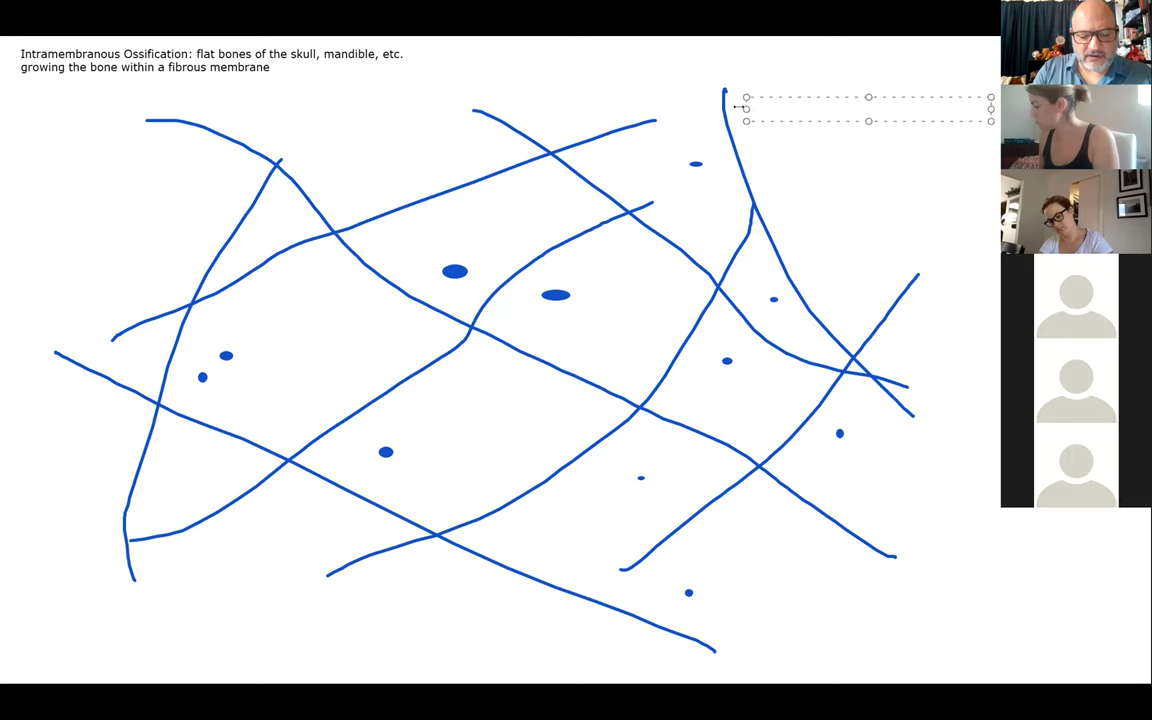 Intramembranous Ossification: flat bones of the skull, mandible, etc.
growing the bone within a fibrous membrane